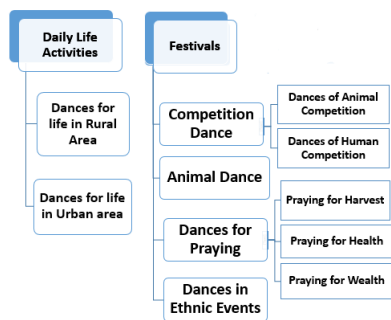 Daily Life
Activities
Dances for
life in Rural
Area
Dances for life
in Urban area
Festivals
Competition
Dance
Dances of Animal
Competition
Dances of Human
Competition
Animal Dance
Dances for
Praying
Praying for Harvest
Praying for Health
Praying for Wealth
Dances in
Ethnic Events